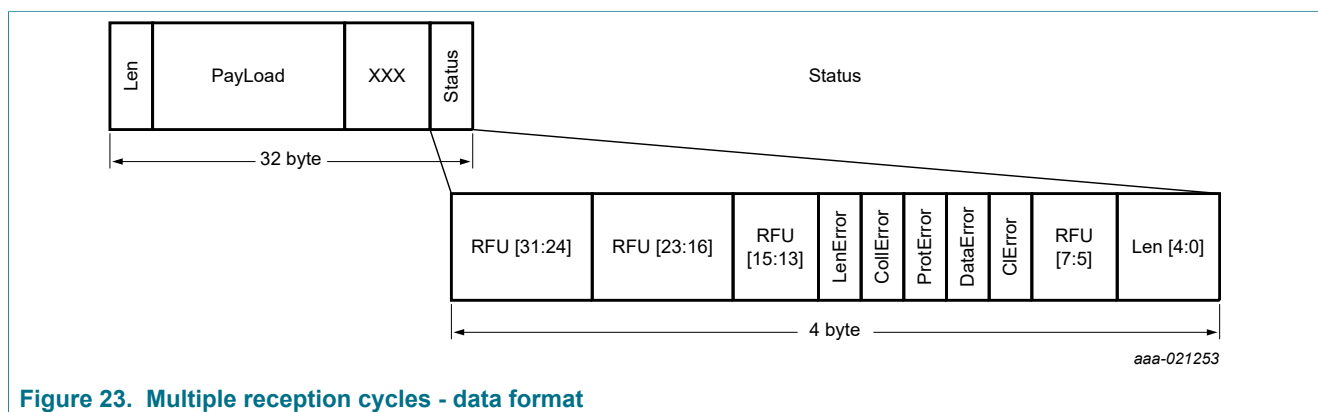 Len
PayLoad
XXX
Status
Status
32 byte
RFU [31:24]
RFU [23:16]
RFU
[15:13]
LenError
CollError
ProtError
DataError
ClError
RFU
[7:5]
Len [4:0]
4 byte
aaa-021253
Figure 23. Multiple reception cycles - data format